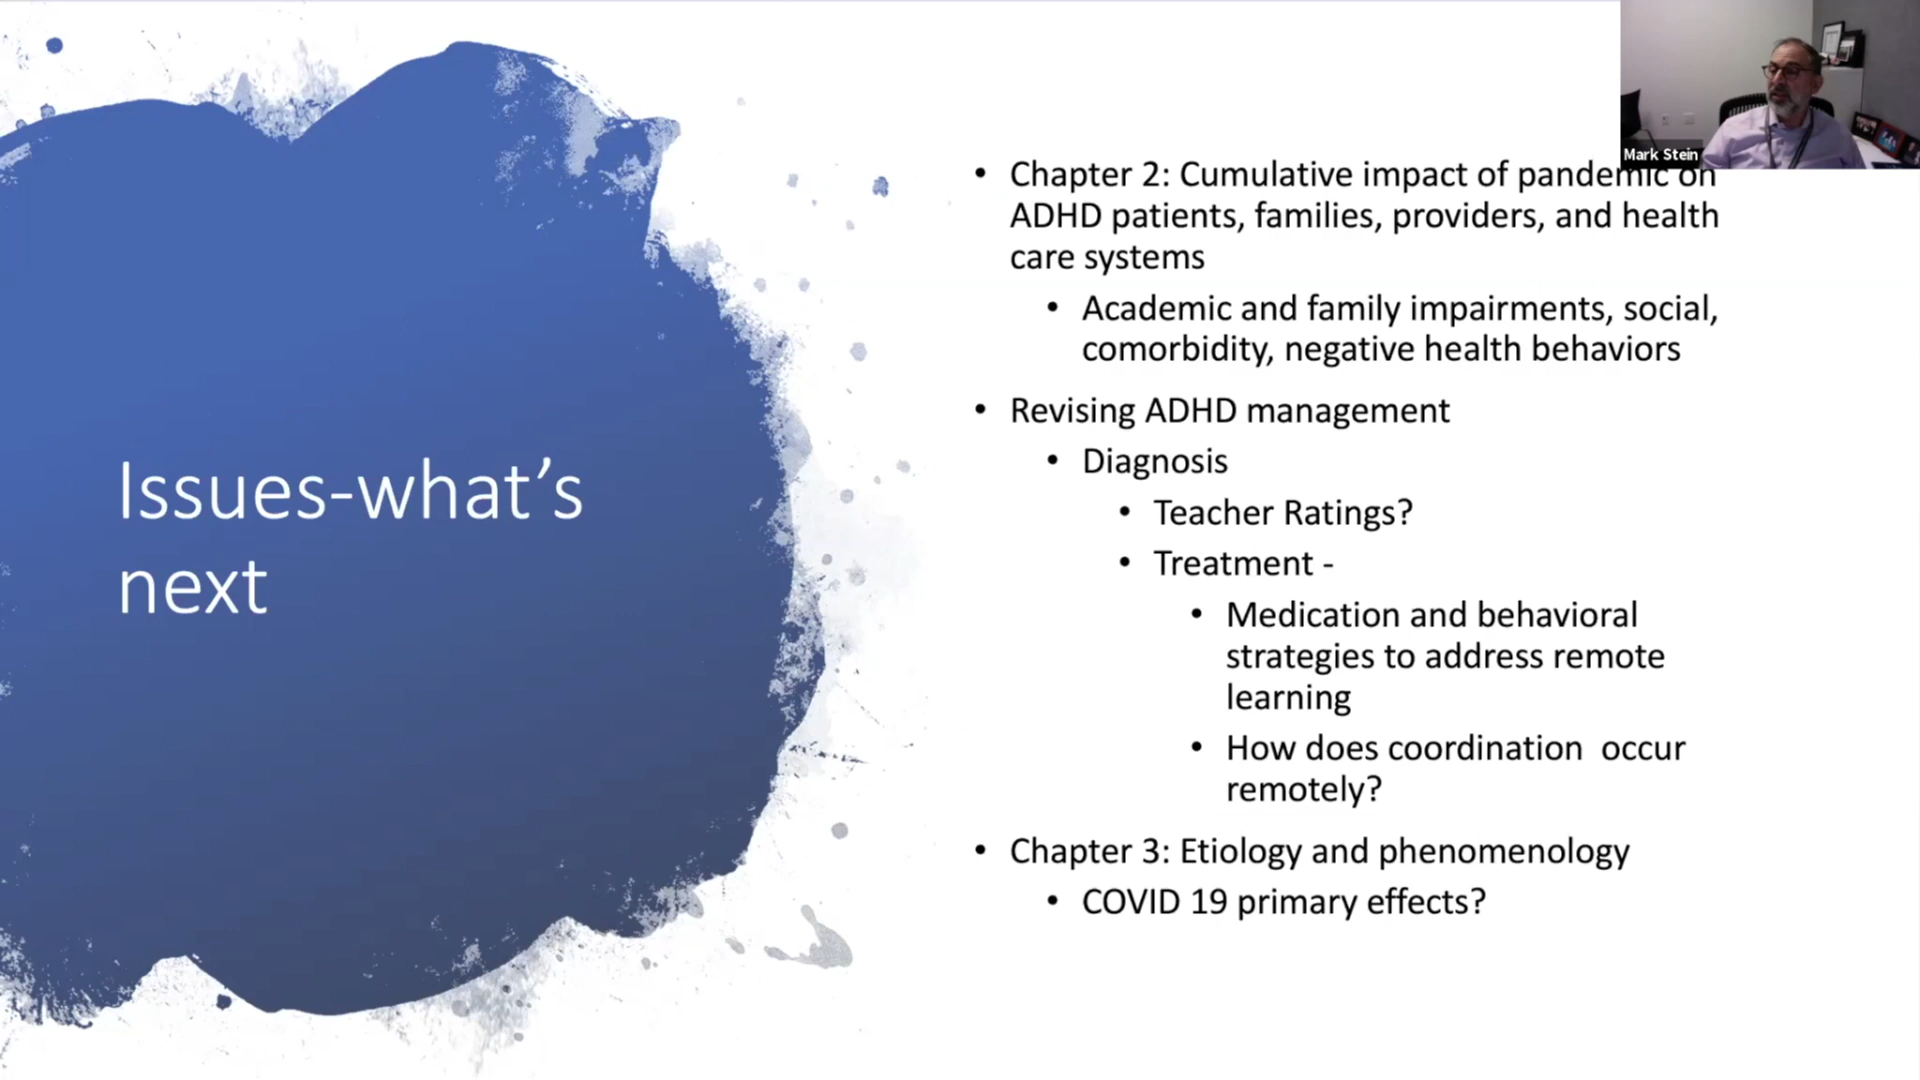 Mark Stein
Issues-what's
next
• Chapter 2: Cumulative impact of pandemic on
ADHD patients, families, providers, and health
care systems
• Academic and family impairments, social,
comorbidity, negative health behaviors
• Revising ADHD management
• Diagnosis
• Teacher Ratings?
• Treatment -
• Medication and behavioral
strategies to address remote
learning
• How does coordination  occur
remotely?
• Chapter 3: Etiology and phenomenology
• COVID 19 primary effects?